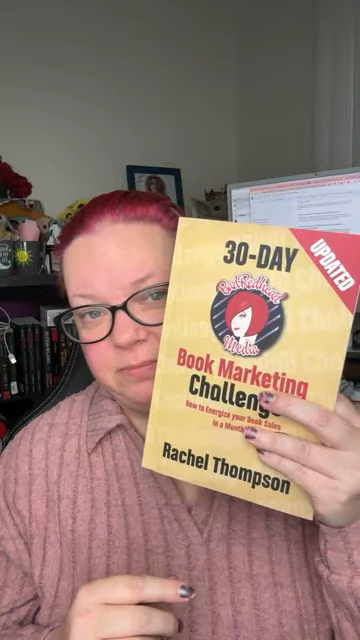 30-DAY
UPDATED
BadRedhead
Media
Book Marketing
Challenge
How to Energize your Book Sales
in a Month
Rachel Thompson